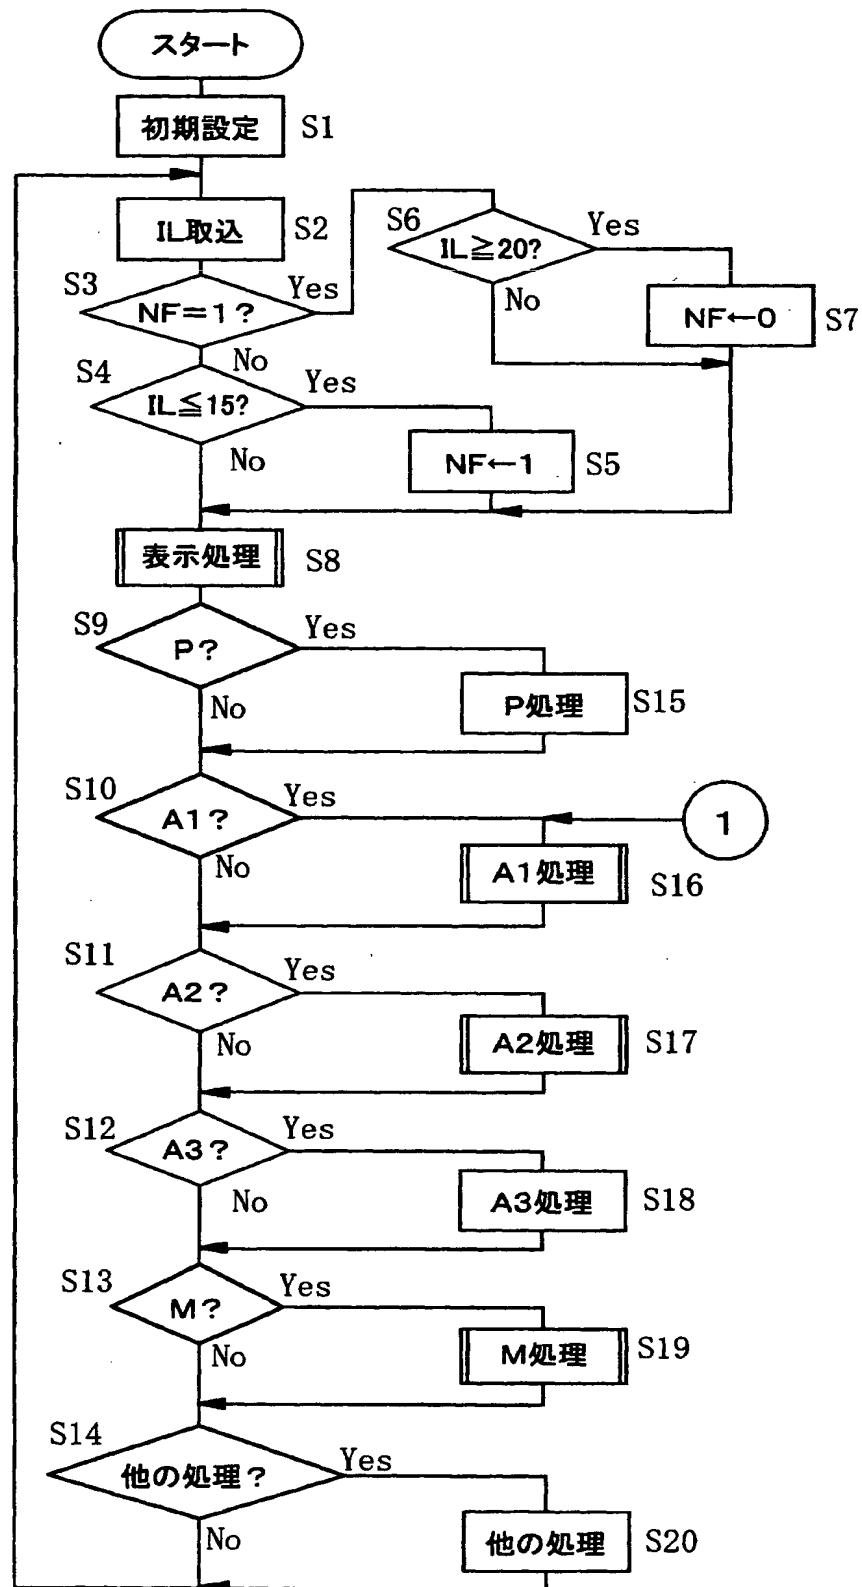 スタート
初期設定 S1
IL取込 S2
S3 NF=1? Yes
No
S6 IL≧20? Yes
No
NF←0 S7
S4 IL≦15? Yes
No
NF←1 S5
表示処理 S8
S9 P? Yes
No
P処理 S15
S10 A1? Yes
No
1
A1処理 S16
S11 A2? Yes
No
A2処理 S17
S12 A3? Yes
No
A3処理 S18
S13 M? Yes
No
M処理 S19
S14 他の処理? Yes
No
他の処理 S20